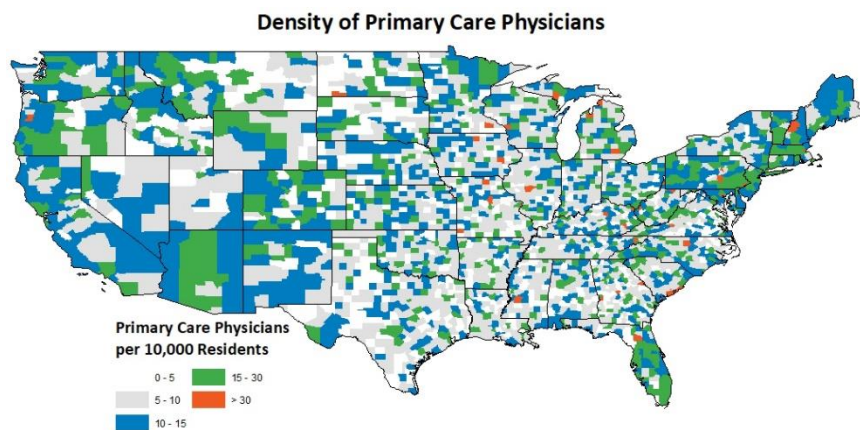 Density of Primary Care Physicians
Primary Care Physicians
per 10,000 Residents
0 - 5
15 - 30
5 - 10
> 30
10 - 15